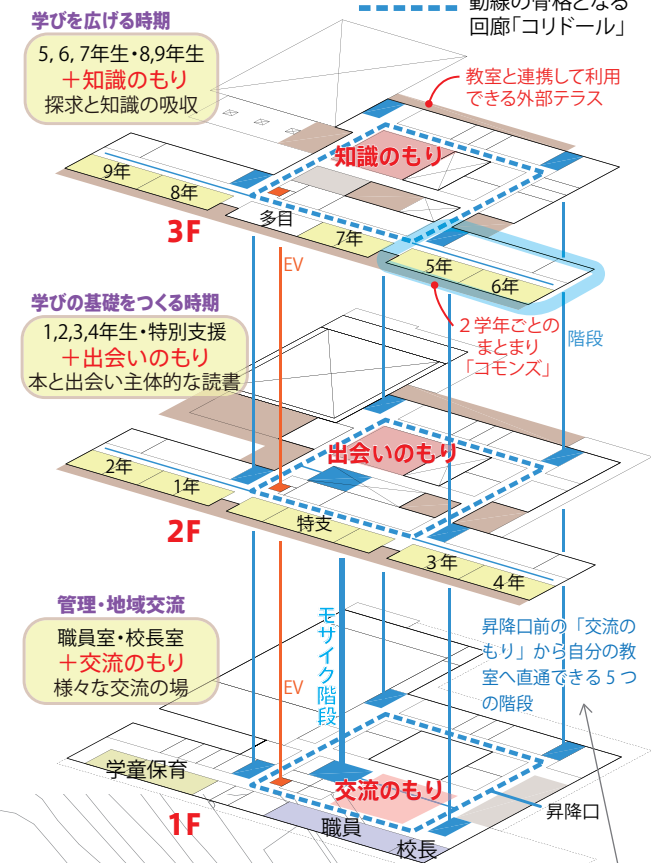 動線の骨格となる
回廊「コリドール」
学びを広げる時期
5, 6, 7年生・8,9年生
＋知識のもり
探求と知識の吸収
教室と連携して利用
できる外部テラス
知識のもり
9年
8年
多目
7年
5年
6年
3F
EV
２学年ごとの
まとまり
「コモンズ」
階段
学びの基礎をつくる時期
1,2,3,4年生・特別支援
＋出会いのもり
本と出会い主体的な読書
出会いのもり
2年
1年
特支
3年
4年
2F
管理・地域交流
職員室・校長室
＋交流のもり
様々な交流の場
モザイク階段
EV
昇降口前の「交流の
もり」から自分の教
室へ直通できる５つ
の階段
学童保育
交流のもり
昇降口
職員
校長
1F